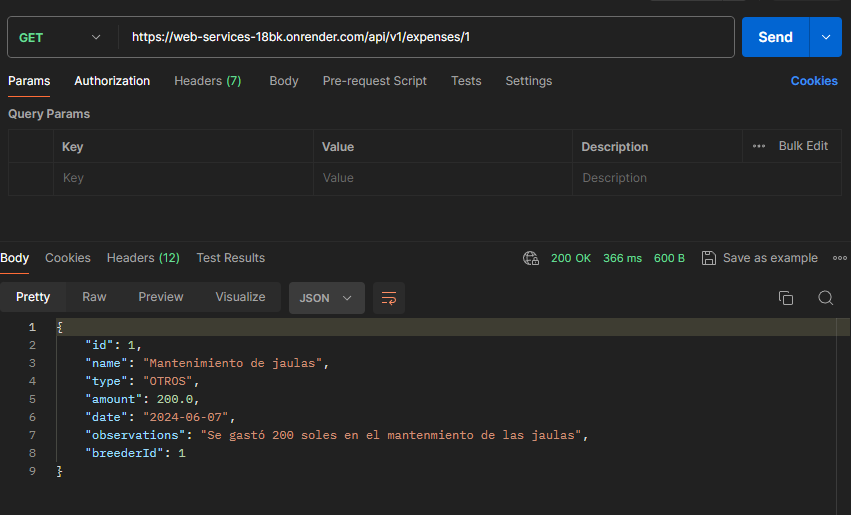 GET https://web-services-18bk.onrender.com/api/v1/expenses/1 Send
Params Authorization Headers (7) Body Pre-request Script Tests Settings Cookies
Query Params
Key Value Description ••• Bulk Edit
Key Value Description
Body Cookies Headers (12) Test Results 200 OK 366 ms 600 B Save as example •••
Pretty Raw Preview Visualize JSON
1 {
2 "id": 1,
3 "name": "Mantenimiento de jaulas",
4 "type": "OTROS",
5 "amount": 200.0,
6 "date": "2024-06-07",
7 "observations": "Se gastó 200 soles en el mantenmiento de las jaulas",
8 "breederId": 1
9 }